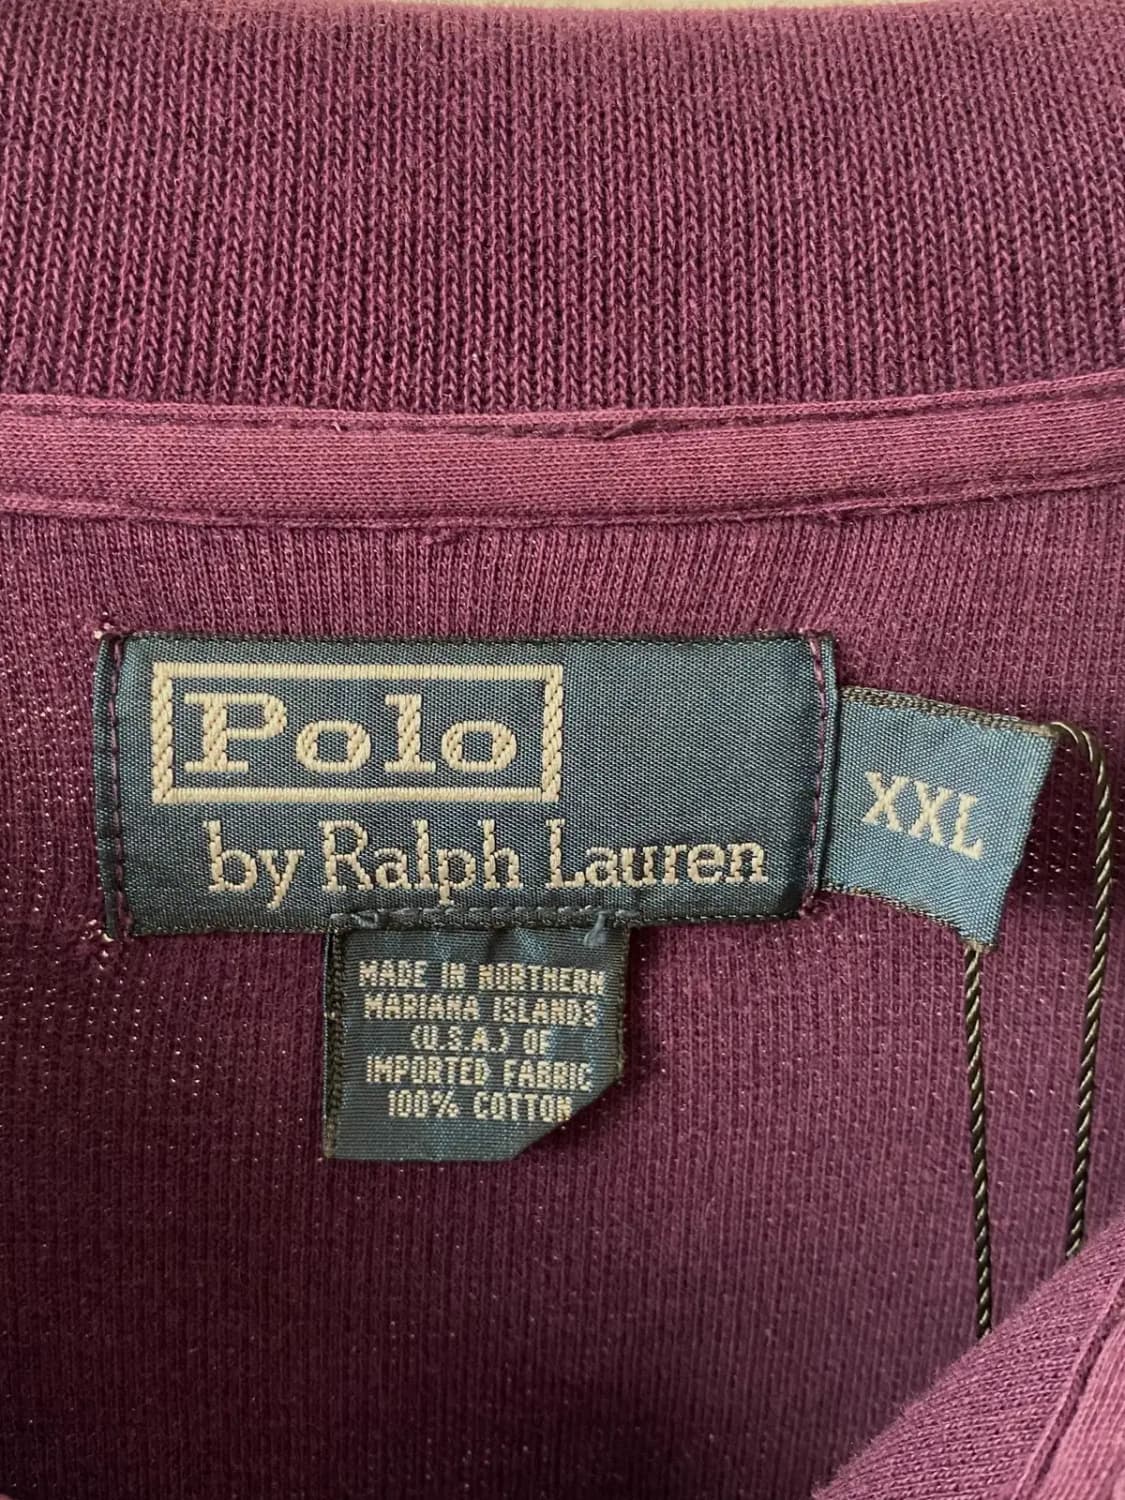 Polo
by Ralph Lauren
XXL
MADE IN NORTHERN
MARIANA ISLANDS
(U.S.A.) OF
IMPORTED FABRIC
100% COTTON